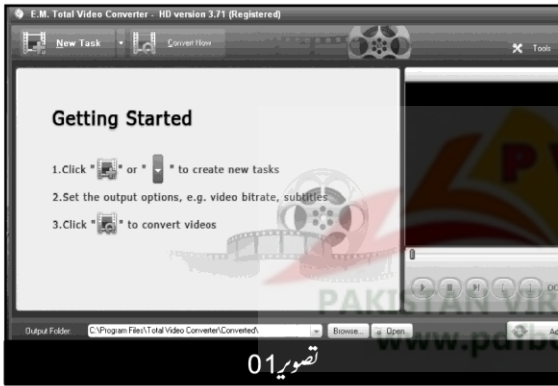 E.M. Total Video Converter - HD version 3.71 (Registered)
New Task Convert Now Tools
Getting Started
1.Click " " or " " to create new tasks
2.Set the output options, e.g. video bitrate, subtitles
3.Click " " to convert videos
PAKISTAN VIR
Output Folder: C:\Program Files\Total Video Converter\Converted\ Browse... Open
تصویر01